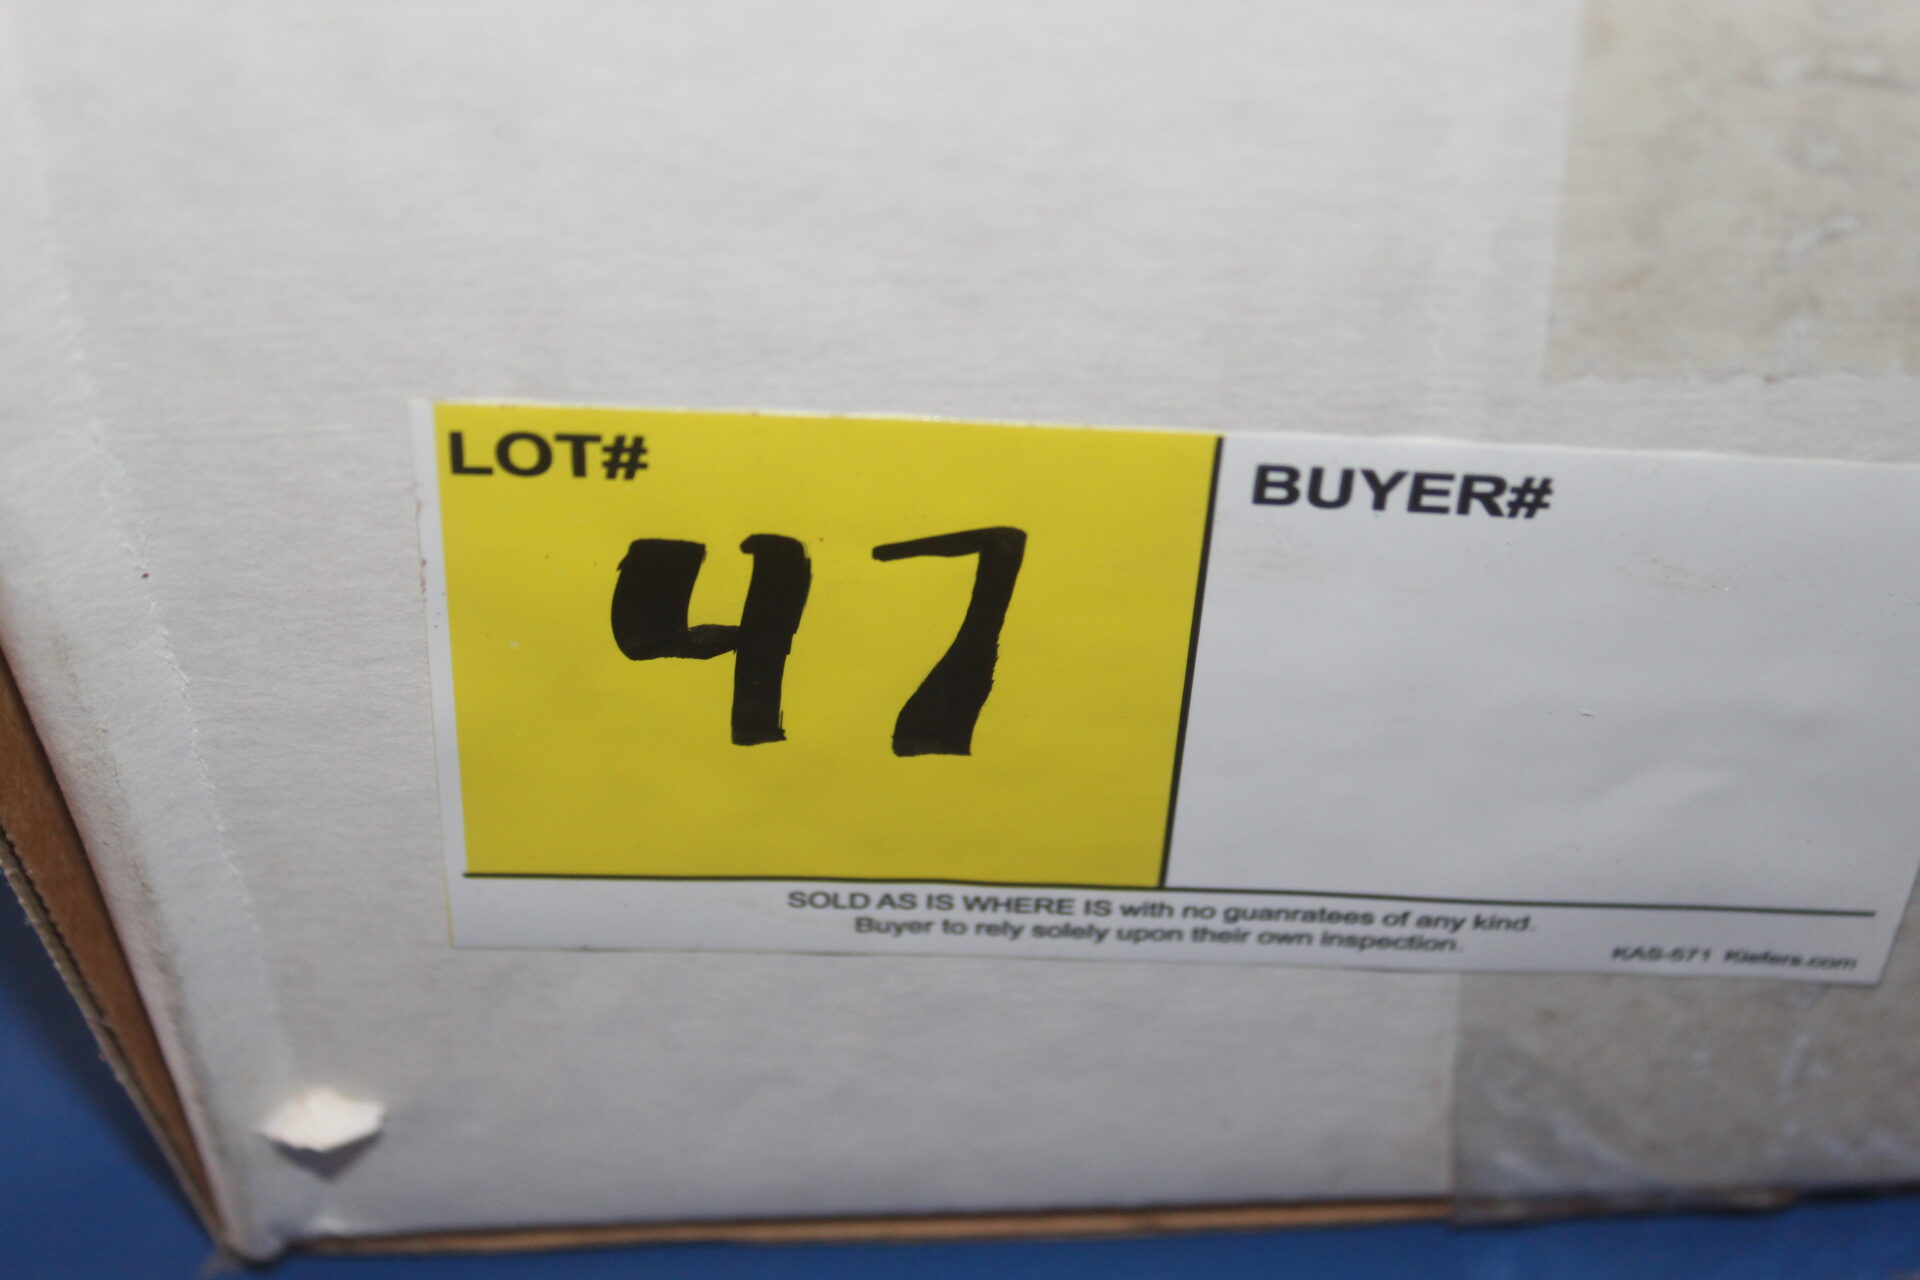 LOT#
BUYER#
47
SOLD AS IS WHERE IS with no guanratees of any kind.
Buyer to rely solely upon their own inspection.
KAS-571 Kiefers.com